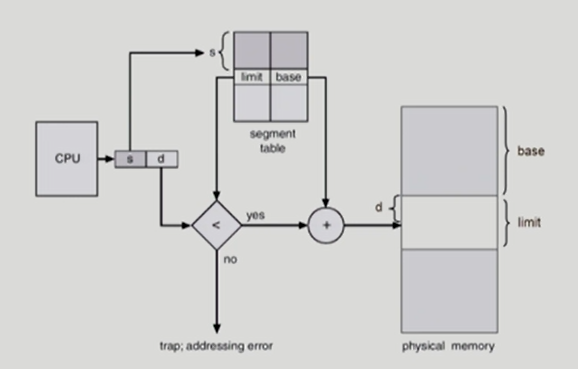 s
limit base
segment
table
CPU
s d
base
d
limit
<
yes
+
no
trap; addressing error
physical memory